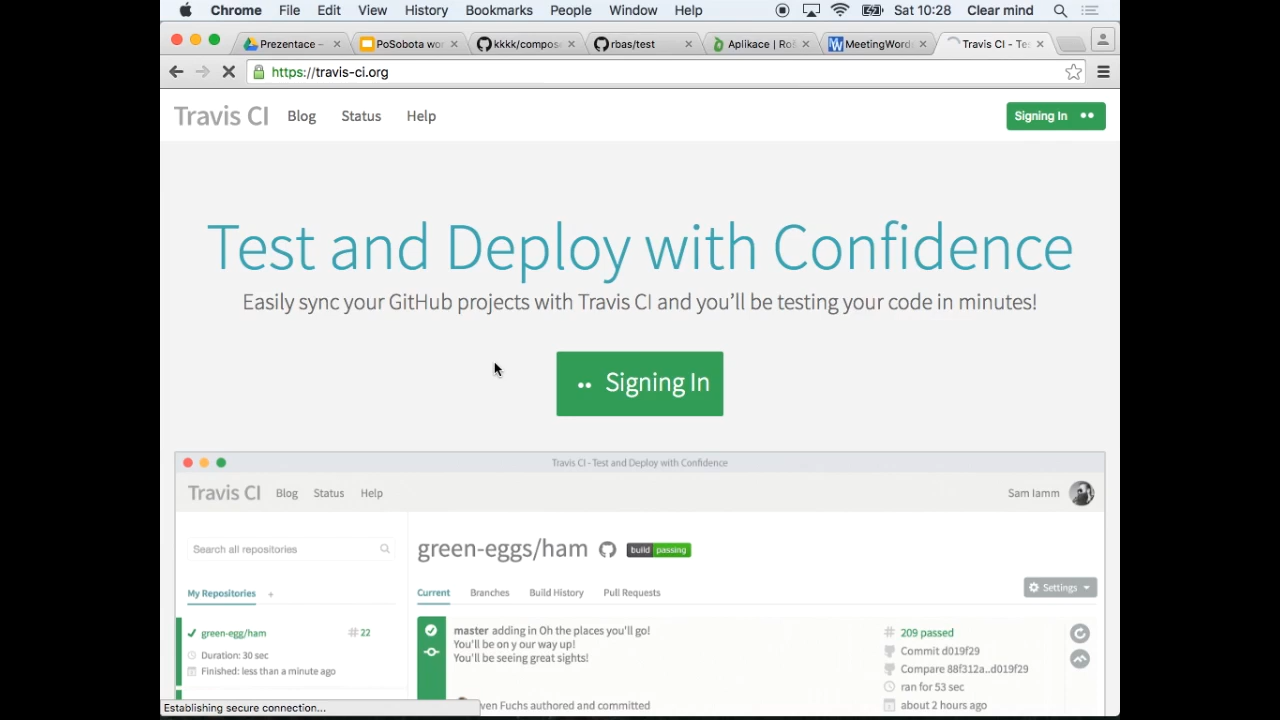 Chrome File Edit View History Bookmarks People Window Help Sat 10:28 Clear mind
Prezentace – PoSobota wo kkkk/compos rbas/test Aplikace | Ro MeetingWord Travis CI - Te
https://travis-ci.org
Travis CI Blog Status Help Signing In
Test and Deploy with Confidence
Easily sync your GitHub projects with Travis CI and you’ll be testing your code in minutes!
Signing In
Travis CI - Test and Deploy with Confidence
Travis CI Blog Status Help Sam Iamm
Search all repositories
green-eggs/ham build passing
My Repositories + Current Branches Build History Pull Requests Settings
green-egg/ham # 22
Duration: 30 sec
Finished: less than a minute ago
master adding in Oh the places you'll go! # 209 passed
You'll be on y our way up! Commit d019f29
You'll be seeing great sights! Compare 88f312a..d019f29
ran for 53 sec
ven Fuchs authored and committed about 2 hours ago
Establishing secure connection...